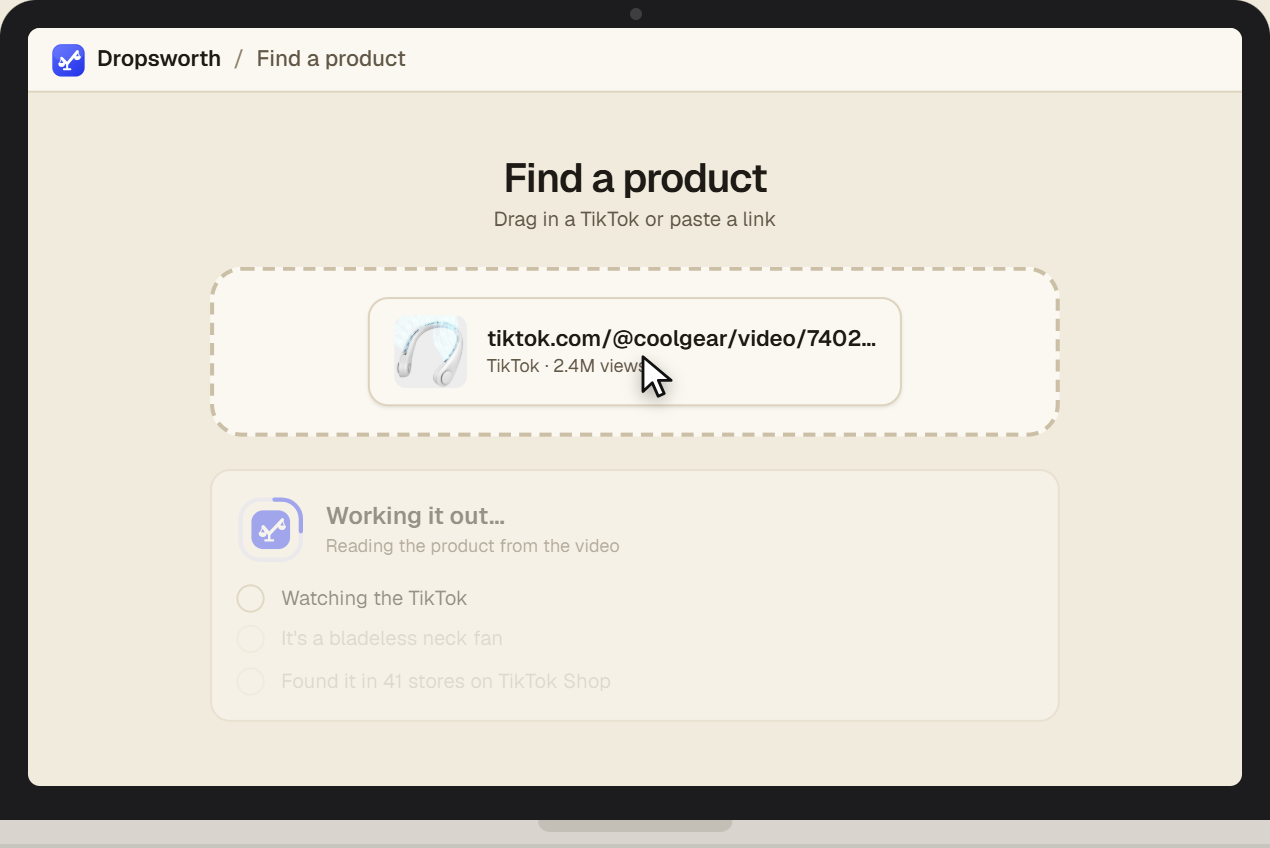 Dropsworth / Find a product
Find a product
Drag in a TikTok or paste a link
tiktok.com/@coolgear/video/7402...
TikTok · 2.4M views
Working it out...
Reading the product from the video
Watching the TikTok
It's a bladeless neck fan
Found it in 41 stores on TikTok Shop